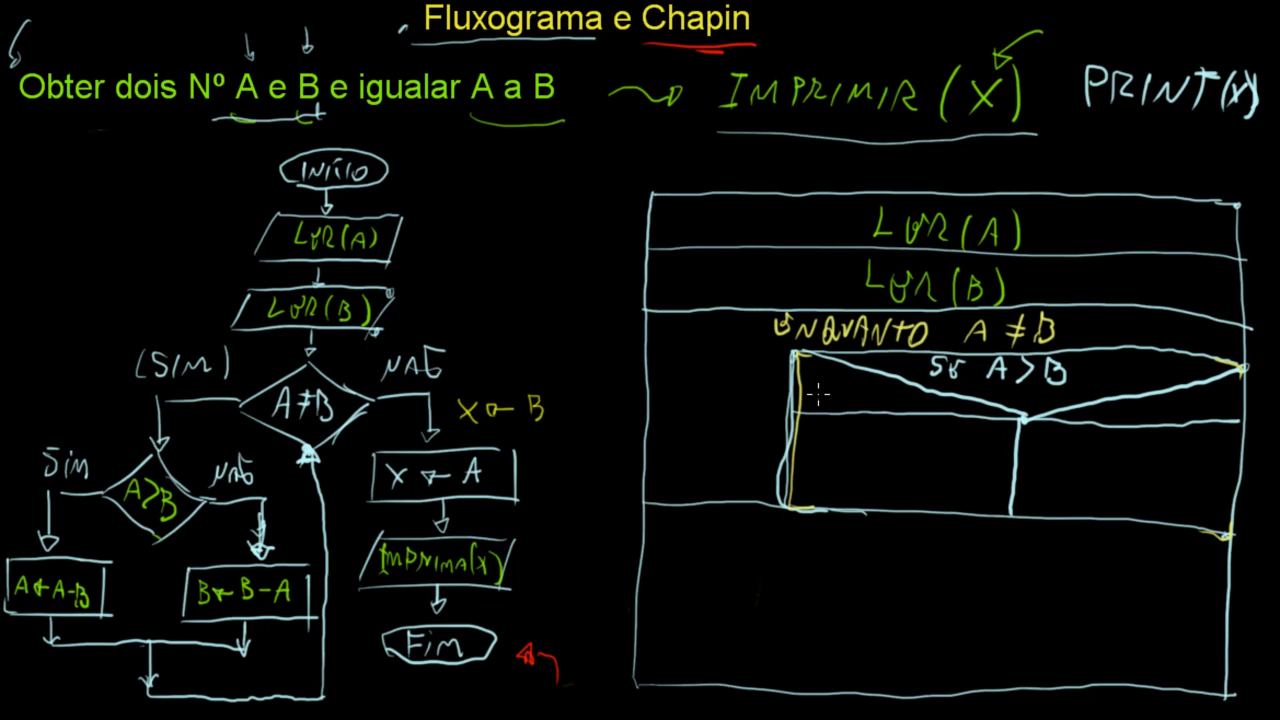 Fluxograma e Chapin
Obter dois Nº A e B e igualar A a B
IMPRIMIR (X)
PRINT(X)
INÍCIO
LER(A)
LER(B)
A≠B
(SIM)
NÃO
X ← B
A>B
SIM
NÃO
A ← A-B
B ← B-A
X ← A
IMPRIMA(X)
FIM
LER(A)
LER(B)
ENQUANTO A ≠ B
SE A>B